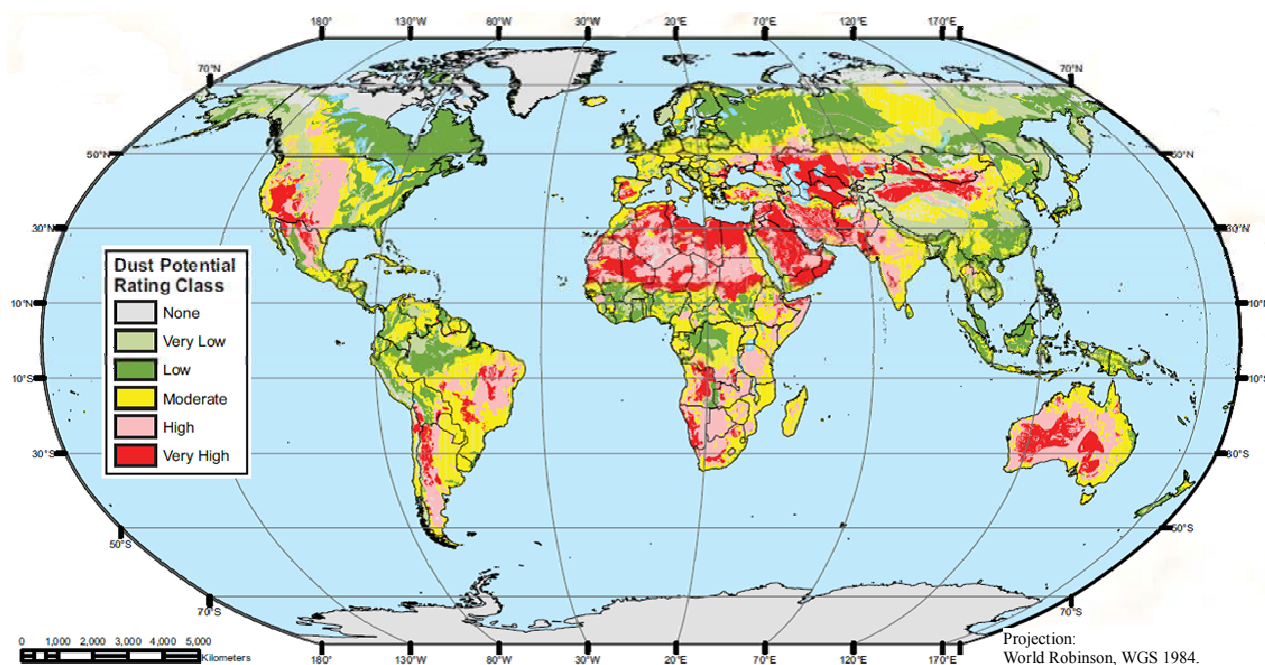 180° 130°W 80°W 30°W 20°E 70°E 120°E 170°E
70°N 70°N
50°N 50°N
30°N 30°N
Dust Potential
Rating Class
None
Very Low
Low
Moderate
High
Very High
10°N 10°N
10°S 10°S
30°S 30°S
50°S 50°S
70°S 70°S
0 1,000 2,000 3,000 4,000 5,000
Kilometers
180° 130°W 80°W 30°W 20°E 70°E 120°E 170°E
Projection:
World Robinson, WGS 1984.